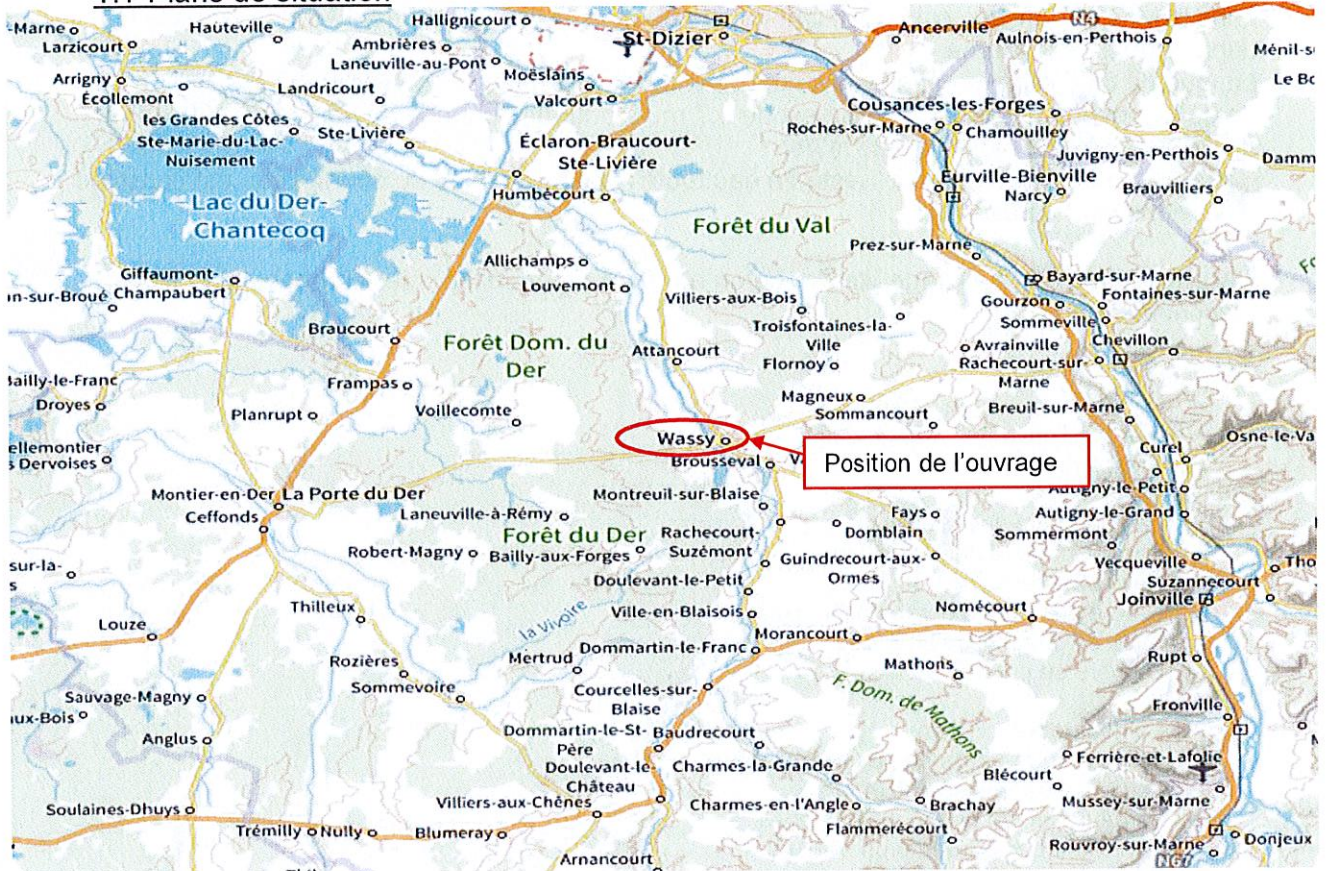 Plans de situation
-Marne
Hauteville
Hallignicourt
St-Dizier
Ancerville
N4
Aulnois-en-Perthois
Larzicourt
Ambrières
Laneuville-au-Pont
Moëslains
Arrigny
Écollemont
Landricourt
Valcourt
Cousances-les-Forges
les Grandes Côtes
Ste-Marie-du-Lac-
Nuisement
Ste-Livière
Éclaron-Braucourt-
Ste-Livière
Roches-sur-Marne
Chamouilley
Juvigny-en-Perthois
Eurville-Bienville
Narcy
Brauvilliers
Lac du Der-
Chantecoq
Humbécourt
Forêt du Val
Prez-sur-Marne
Allichamps
Louvemont
Giffaumont-
Champaubert
Villiers-aux-Bois
Bayard-sur-Marne
Gourzon
Fontaines-sur-Marne
Braucourt
Forêt Dom. du
Der
Troisfontaines-la-
Ville
Sommeville
Attancourt
Flornoy
Avrainville
Chevillon
Rachecourt-sur-
Marne
Frampas
Droyes
Planrupt
Voillecomte
Magneux
Sommancourt
Breuil-sur-Marne
Wassy
Position de l'ouvrage
Brousseval
Curel
Montier-en-Der
La Porte du Der
Ceffonds
Laneuville-à-Rémy
Montreuil-sur-Blaise
Autigny-le-Petit
Fays
Autigny-le-Grand
Forêt du Der
Rachecourt-
Suzémont
Domblain
Sommermont
Robert-Magny
Bailly-aux-Forges
Guindrecourt-aux-
Ormes
Vecqueville
Suzannecourt
Doulevant-le-Petit
Joinville
Thilleux
la Vivoire
Ville-en-Blaisois
Nomécourt
Louze
Morancourt
Rozières
Mertrud
Dommartin-le-Franc
Mathons
Rupt
Sommevoire
Courcelles-sur-
Blaise
F. Dom. de Mathons
Sauvage-Magny
Fronville
Anglus
Dommartin-le-St-
Père
Baudrecourt
Ferrière-et-Lafolie
Doulevant-le-
Château
Charmes-la-Grande
Blécourt
Soulaines-Dhuys
Villiers-aux-Chênes
Charmes-en-l'Angle
Brachay
Mussey-sur-Marne
Trémilly
Nully
Blumeray
Flammerécourt
Rouvroy-sur-Marne
Donjeux
Arnancourt
N67